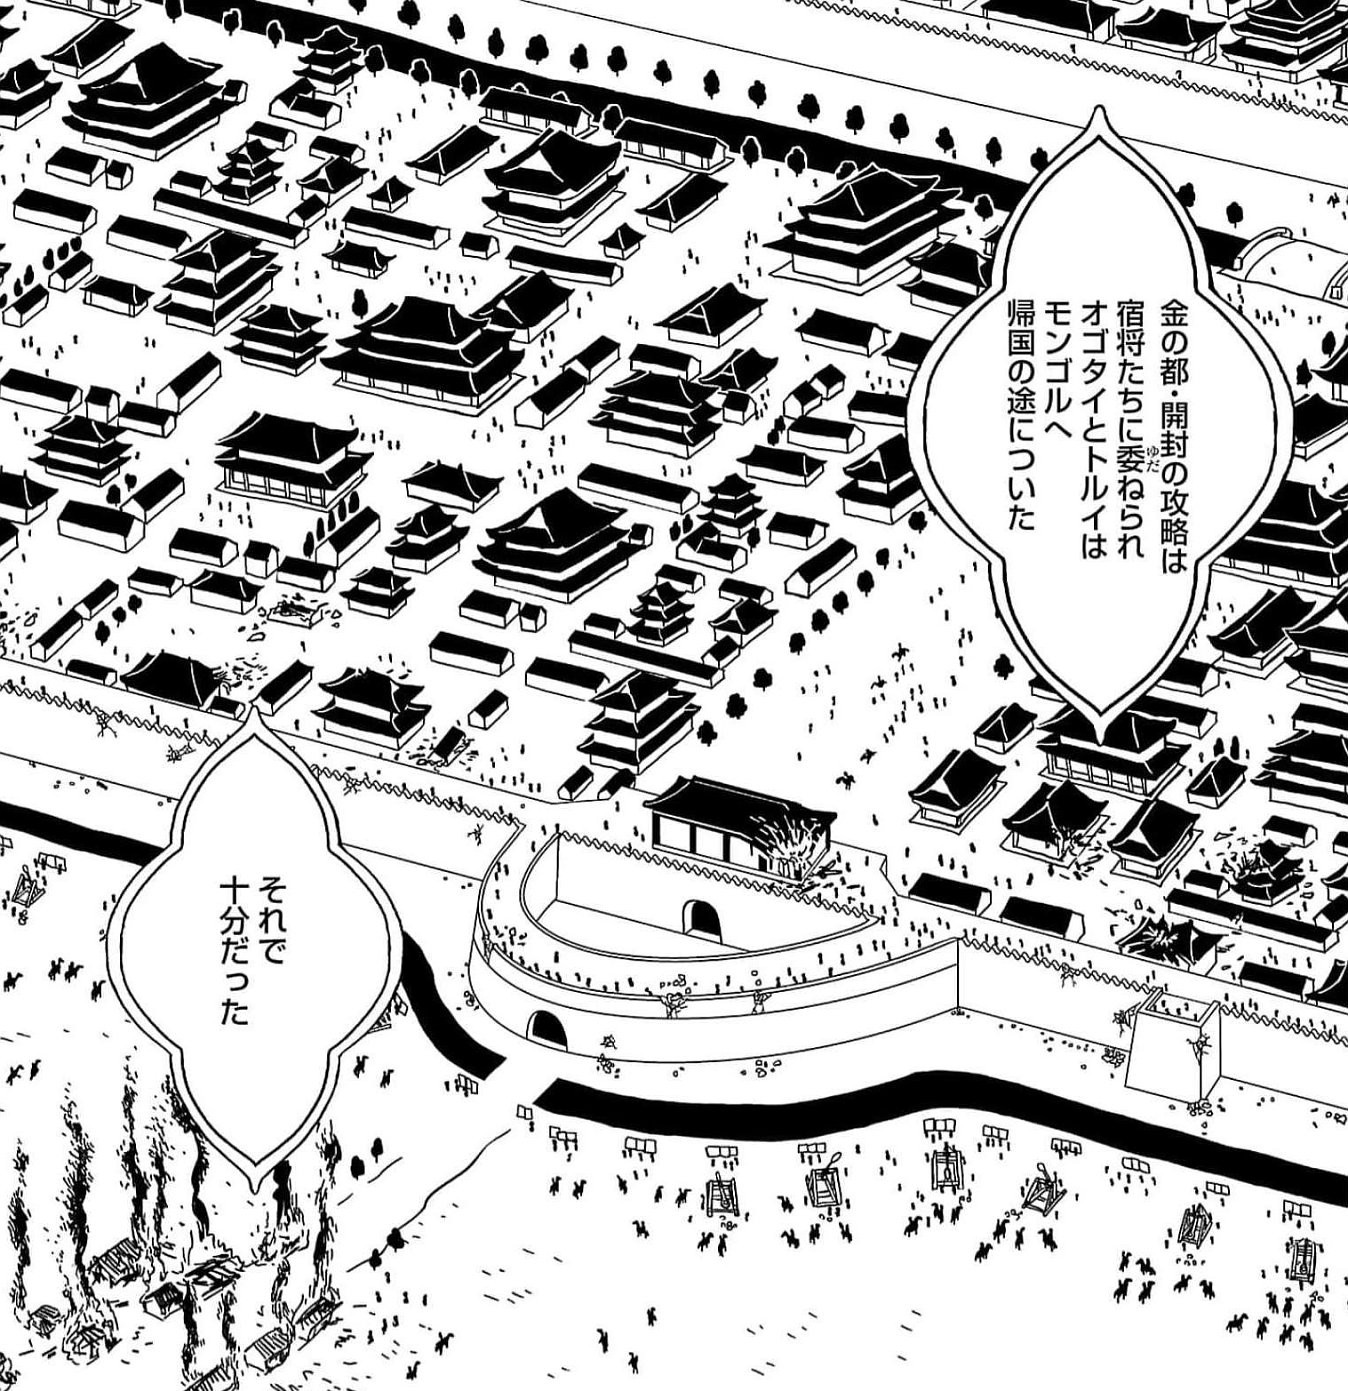 金の都・開封の攻略は
宿将たちに委ねられ
ゆだ
オゴタイとトルイは
モンゴルへ
帰国の途についた
それで
十分だった